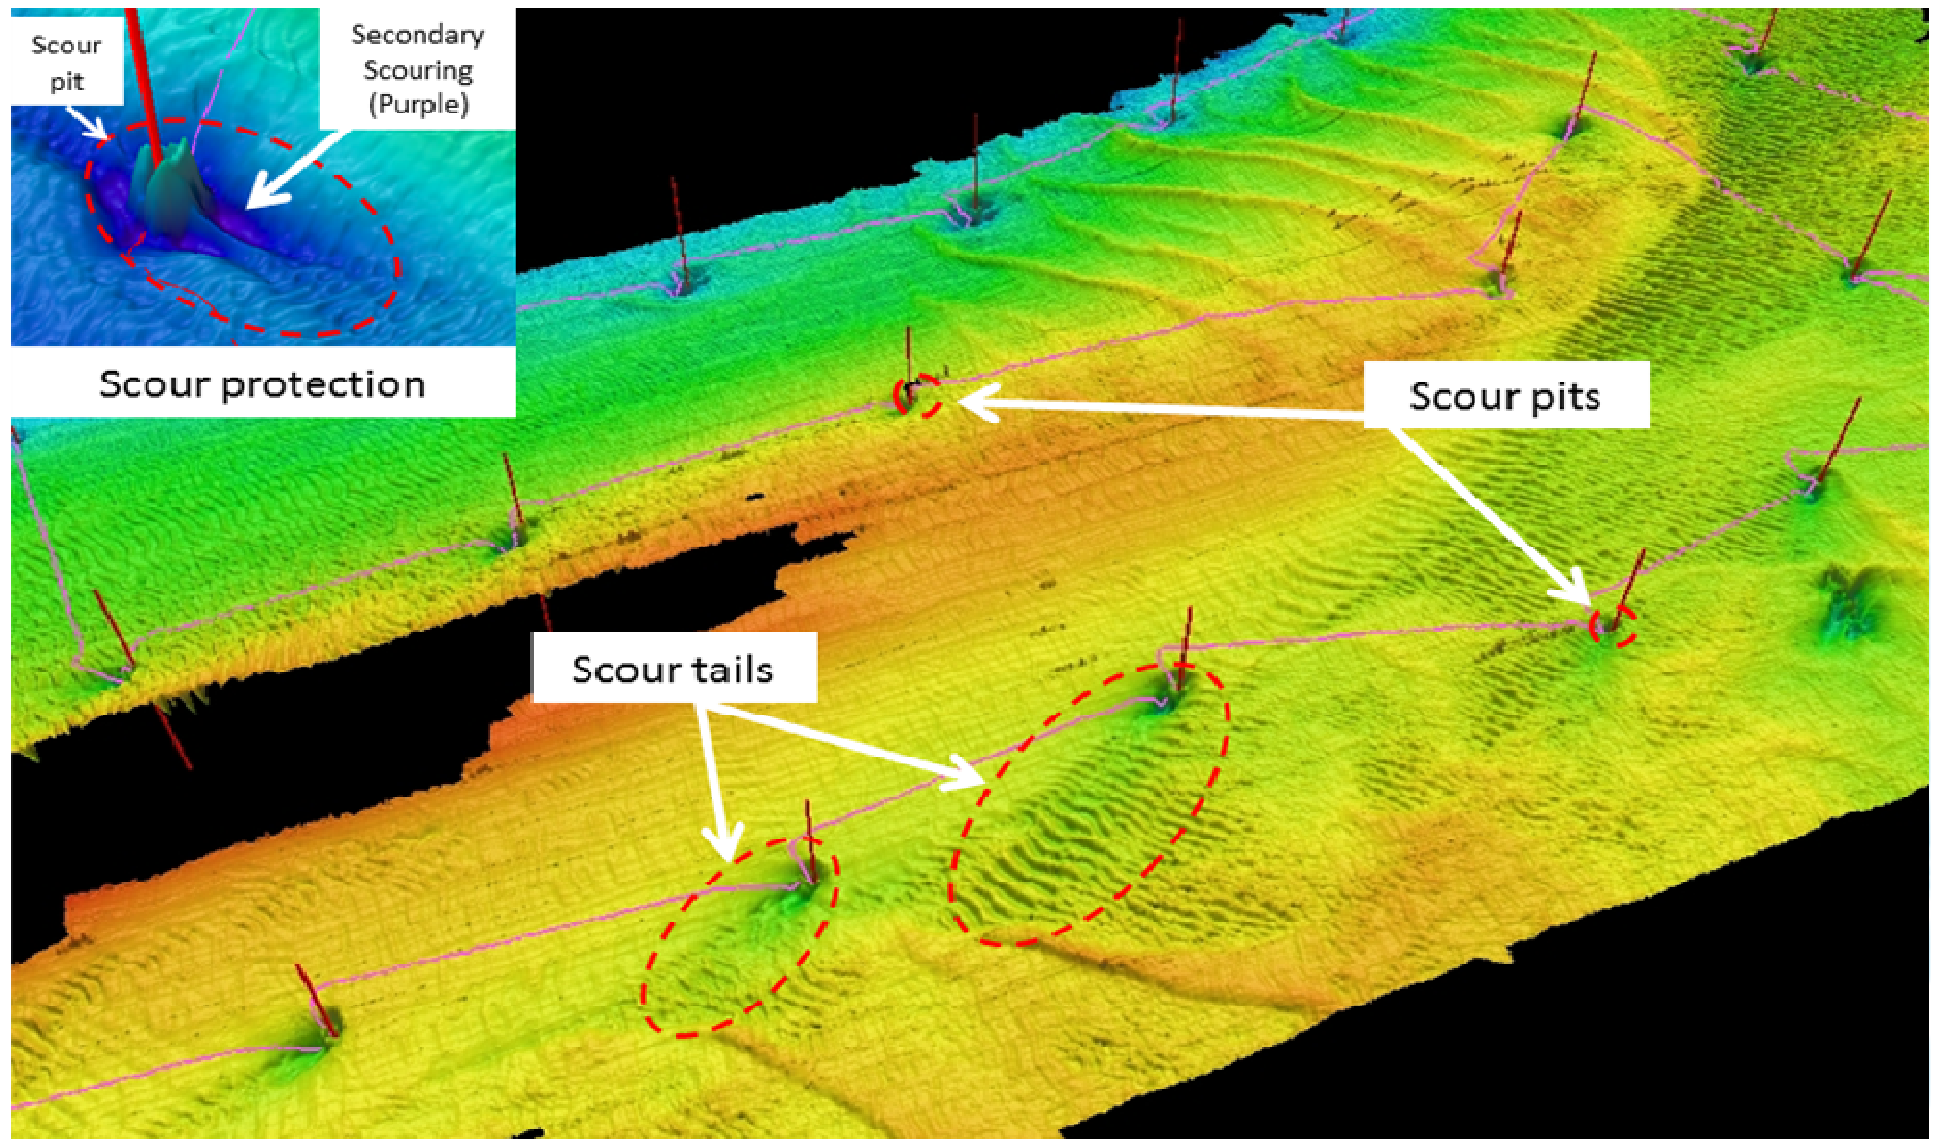 Scour
pit
Secondary
Scouring
(Purple)
Scour protection
Scour pits
Scour tails